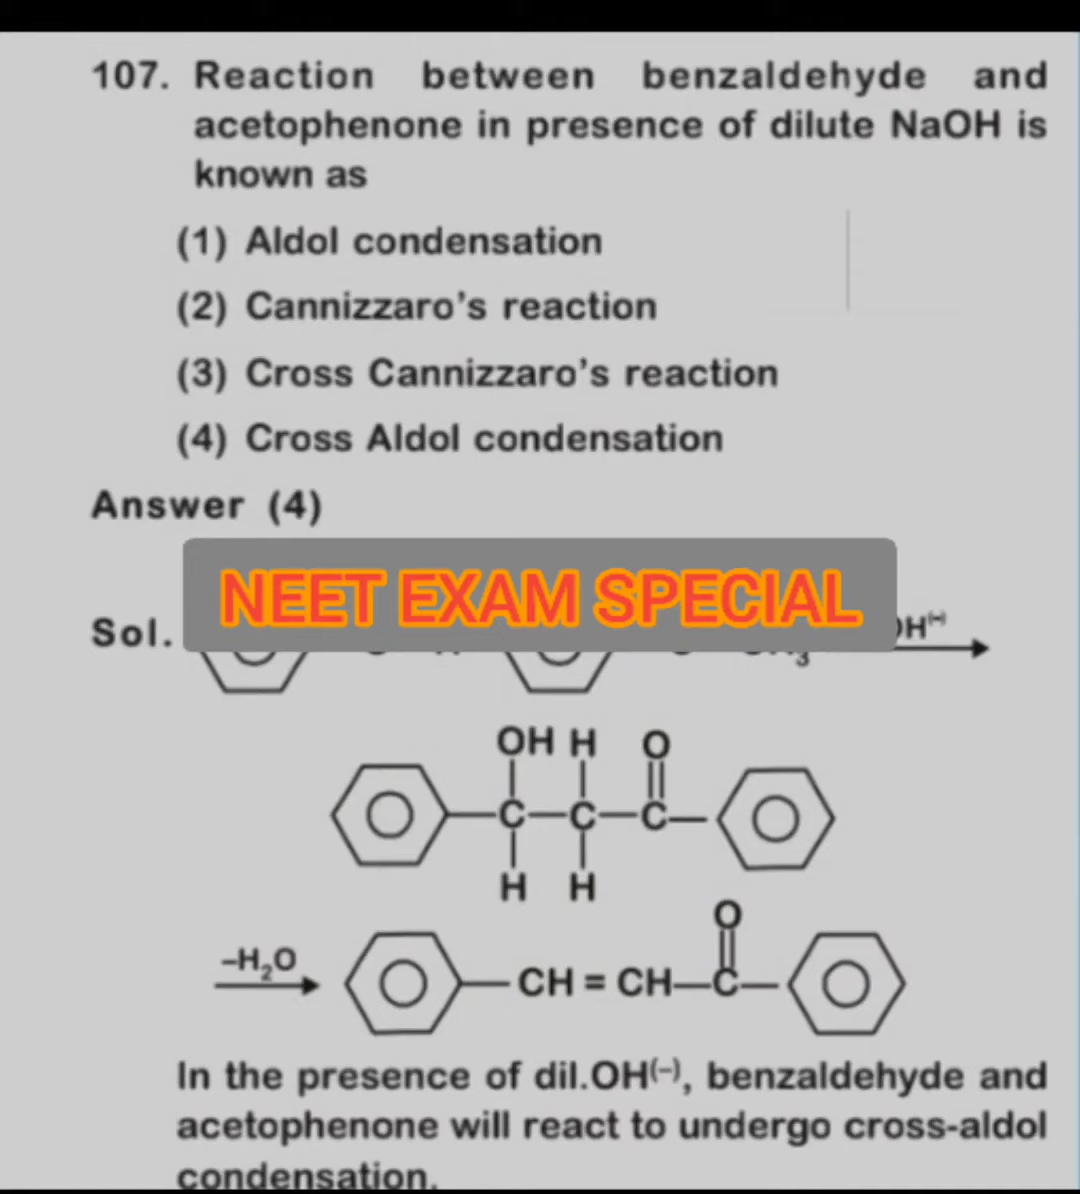 107. Reaction between benzaldehyde and
acetophenone in presence of dilute NaOH is
known as
(1) Aldol condensation
(2) Cannizzaro's reaction
(3) Cross Cannizzaro's reaction
(4) Cross Aldol condensation
Answer (4)
NEET EXAM SPECIAL
Sol.
OH H O
C—C—C—
H H
O
–H₂O
CH = CH—C—
In the presence of dil.OH⁽⁻⁾, benzaldehyde and
acetophenone will react to undergo cross-aldol
condensation.